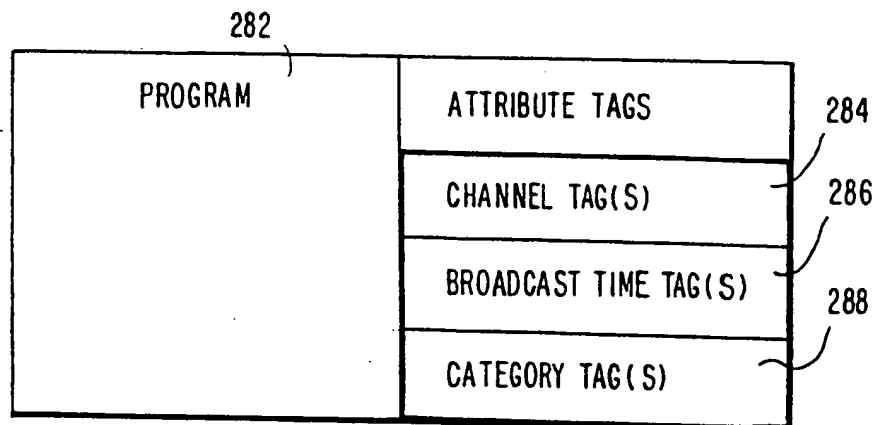 282
PROGRAM
ATTRIBUTE TAGS
284
CHANNEL TAG(S)
286
BROADCAST TIME TAG(S)
288
CATEGORY TAG(S)